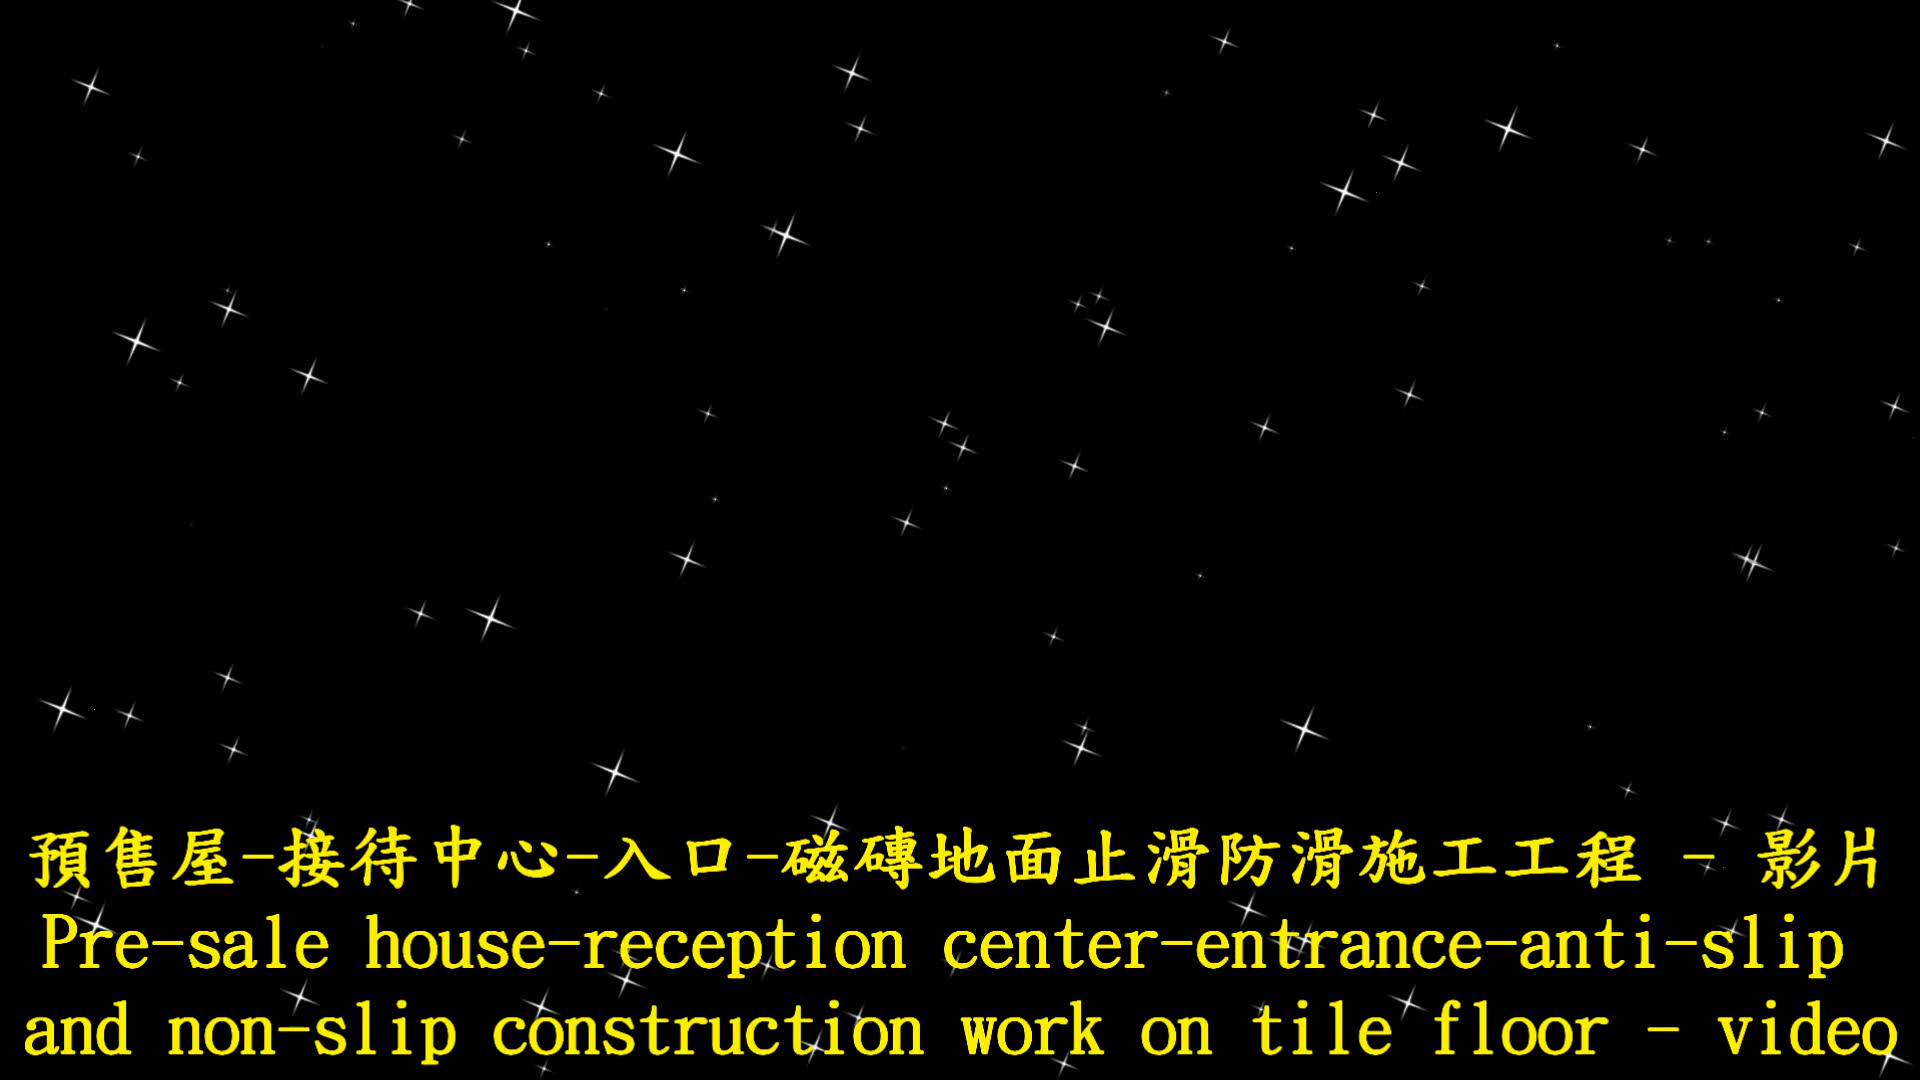 預售屋-接待中心-入口-磁磚地面止滑防滑施工工程 - 影片
Pre-sale house-reception center-entrance-anti-slip
and non-slip construction work on tile floor - video